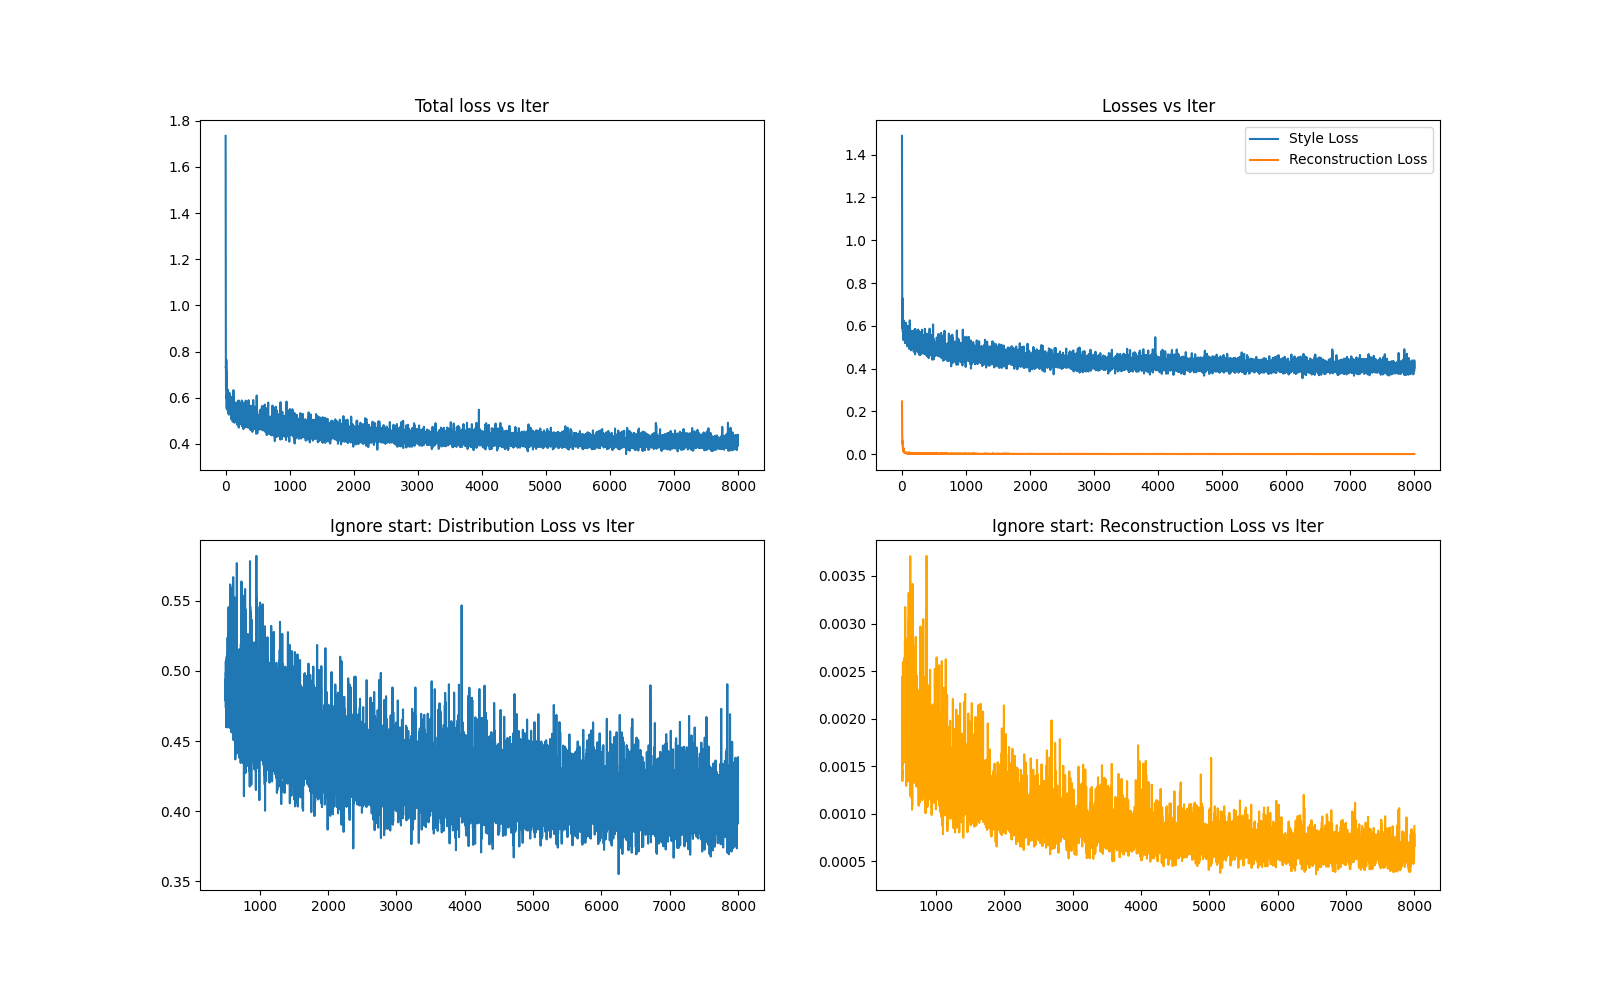 Total loss vs Iter
1.8
1.6
1.4
1.2
1.0
0.8
0.6
0.4
0 1000 2000 3000 4000 5000 6000 7000 8000
Losses vs Iter
Style Loss
Reconstruction Loss
1.4
1.2
1.0
0.8
0.6
0.4
0.2
0.0
0 1000 2000 3000 4000 5000 6000 7000 8000
Ignore start: Distribution Loss vs Iter
0.55
0.50
0.45
0.40
0.35
1000 2000 3000 4000 5000 6000 7000 8000
Ignore start: Reconstruction Loss vs Iter
0.0035
0.0030
0.0025
0.0020
0.0015
0.0010
0.0005
1000 2000 3000 4000 5000 6000 7000 8000